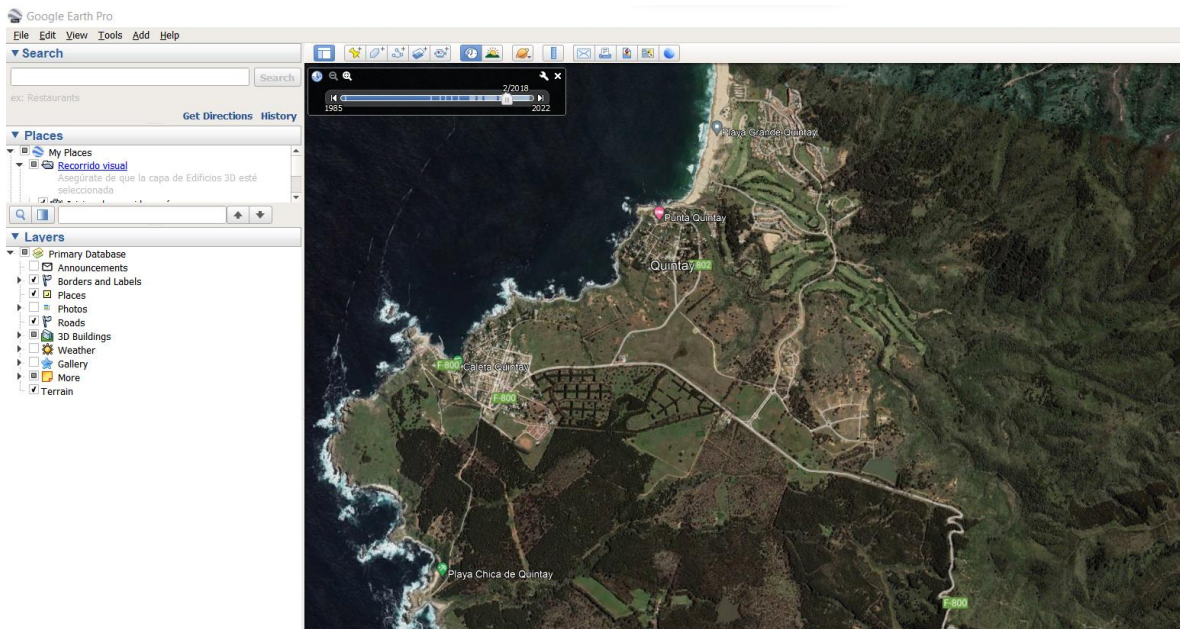 Google Earth Pro
File Edit View Tools Add Help
Search
Search
ex: Restaurants
Get Directions History
Places
My Places
Recorrido visual
Asegúrate de que la capa de Edificios 3D esté
seleccionada
Layers
Primary Database
Announcements
Borders and Labels
Places
Photos
Roads
3D Buildings
Weather
Gallery
More
Terrain
2/2018
1985 2022
Playa Grande Quintay
Punta Quintay
Quintay 802
F-800 Caleta Quintay
F-800
Playa Chica de Quintay
F-800